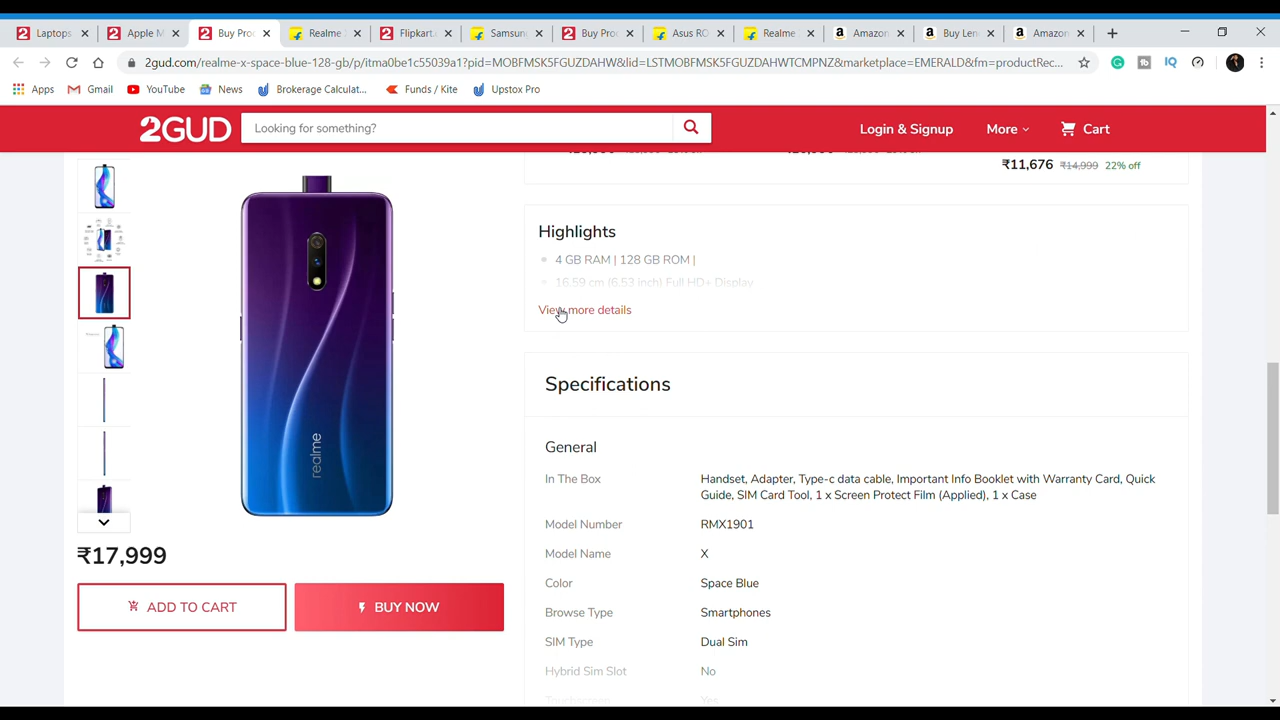 Laptops
Apple M
Buy Pro
Realme
Flipkart.
Samsun
Buy Pro
Asus RO
Realme
Amazon
Buy Len
Amazon
2gud.com/realme-x-space-blue-128-gb/p/itma0be1c55039a1?pid=MOBFMSK5FGUZDAHW&lid=LSTMOBFMSK5FGUZDAHWTCMPNZ&marketplace=EMERALD&fm=productRec...
Apps
Gmail
YouTube
News
Brokerage Calculat...
Funds / Kite
Upstox Pro
2GUD
Looking for something?
Login & Signup
More
Cart
₹11,676 ₹14,999 22% off
Highlights
4 GB RAM | 128 GB ROM |
16.59 cm (6.53 inch) Full HD+ Display
View more details
realme
Specifications
General
In The Box
Handset, Adapter, Type-c data cable, Important Info Booklet with Warranty Card, Quick
Guide, SIM Card Tool, 1 x Screen Protect Film (Applied), 1 x Case
Model Number
RMX1901
Model Name
X
Color
Space Blue
Browse Type
Smartphones
SIM Type
Dual Sim
Hybrid Sim Slot
No
Touchscreen
Yes
₹17,999
ADD TO CART
BUY NOW